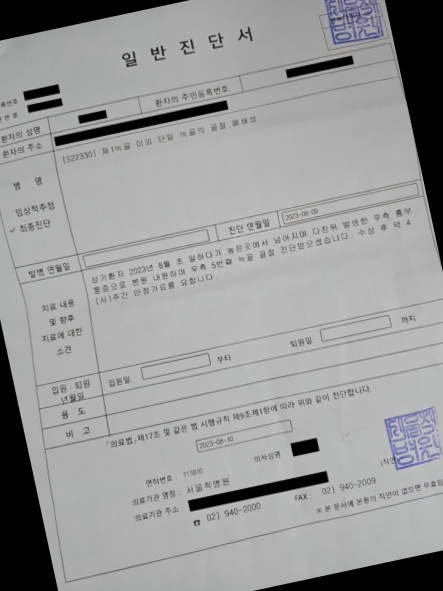 일 반 진 단 서
록번호
번 호
환자의 성명
환자의 주민등록번호
환자의 주소
병 명
[S22330] 제1늑골 이외 단일 늑골의 골절,폐쇄성
임상적추정
✓ 최종진단
발병 연월일
진단 연월일
2023-08-09
치료 내용
및 향후
치료에 대한
소견
상기환자 2023년 8월 초 일하다가 높은곳에서 넘어지며 다친뒤 발생한 우측 흉부
통증으로 본원 내원하여 우측 5번째 늑골 골절 진단받으셨습니다. 수상 후 약 4
(사)주간 안정가료를 요합니다.
입원 · 퇴원
년월일
입원일:
부터
퇴원일:
까지
용 도
비 고
「의료법」제17조 및 같은 법 시행규칙 제9조제1항에 따라 위와 같이 진단합니다.
2023-08-10
면허번호 :
의사성명
의료기관 명칭 : 서울척병원
(직인
의료기관 주소
☎ 02) 940-2000
FAX : 02) 940-2009
※ 본 문서에 본원의 직인이 없으면 무효임